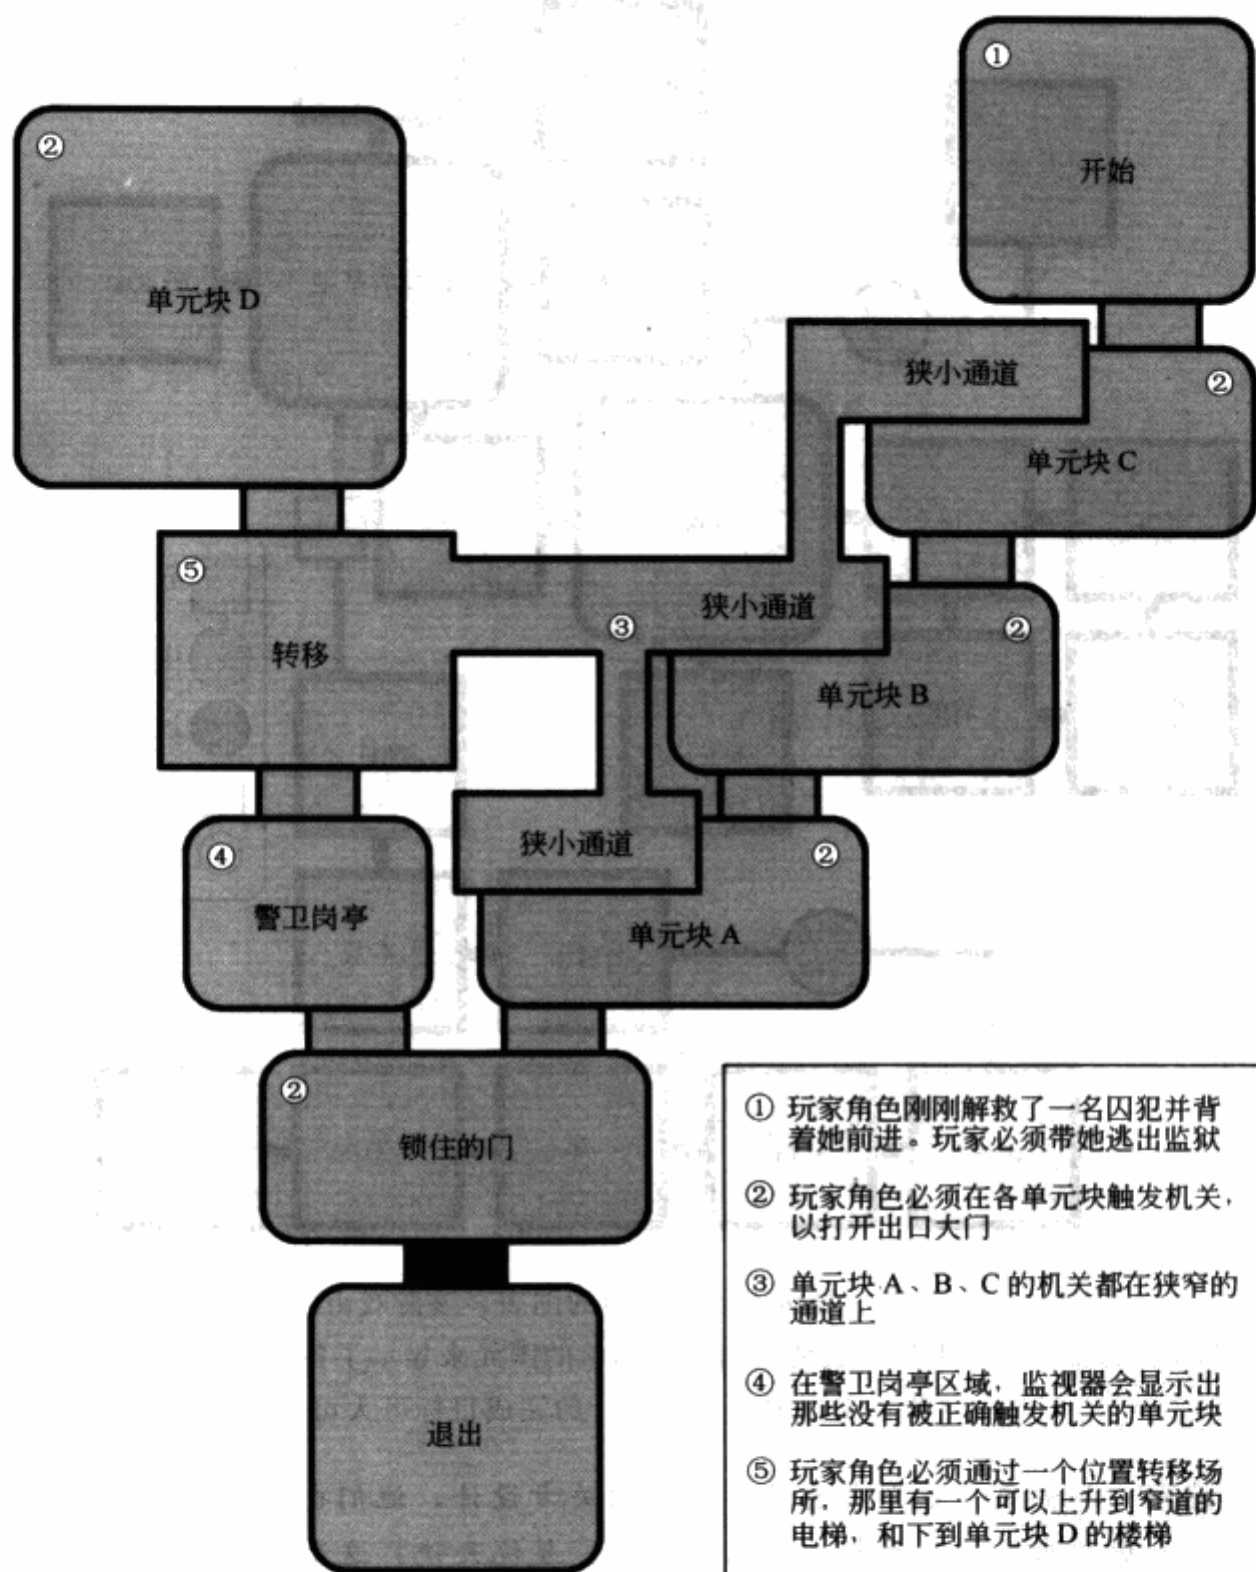 ①
开始
②
单元块 D
狭小通道
②
单元块 C
⑤
转移
狭小通道
③
②
单元块 B
④
警卫岗亭
狭小通道
②
单元块 A
②
锁住的门
退出
① 玩家角色刚刚解救了一名囚犯并背
着她前进。玩家必须带她逃出监狱
② 玩家角色必须在各单元块触发机关，
以打开出口大门
③ 单元块 A、B、C 的机关都在狭窄的
通道上
④ 在警卫岗亭区域，监视器会显示出
那些没有被正确触发机关的单元块
⑤ 玩家角色必须通过一个位置转移场
所，那里有一个可以上升到窄道的
电梯，和下到单元块 D 的楼梯